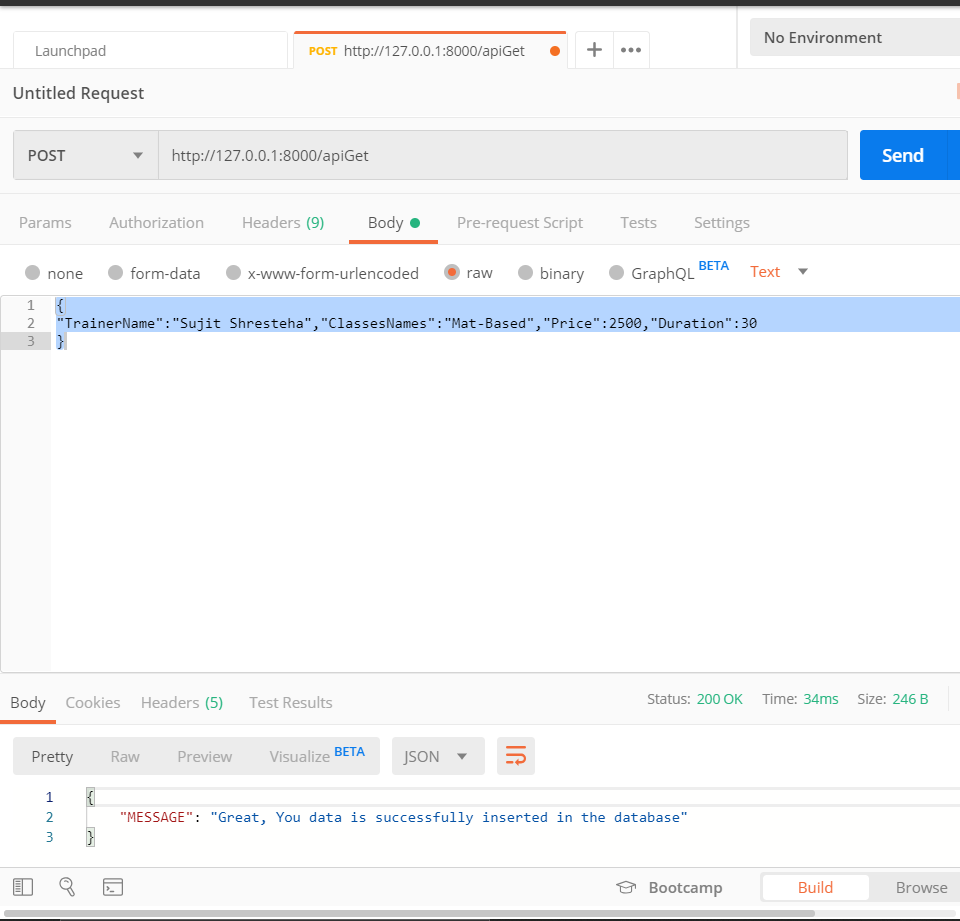 Launchpad
POST http://127.0.0.1:8000/apiGet
No Environment
Untitled Request
POST http://127.0.0.1:8000/apiGet Send
Params Authorization Headers (9) Body Pre-request Script Tests Settings
none form-data x-www-form-urlencoded raw binary GraphQL BETA Text
1 {
2 "TrainerName":"Sujit Shresteha","ClassesNames":"Mat-Based","Price":2500,"Duration":30
3 }
Body Cookies Headers (5) Test Results Status: 200 OK Time: 34ms Size: 246 B
Pretty Raw Preview Visualize BETA JSON
1 {
2 "MESSAGE": "Great, You data is successfully inserted in the database"
3 }
Bootcamp Build Browse